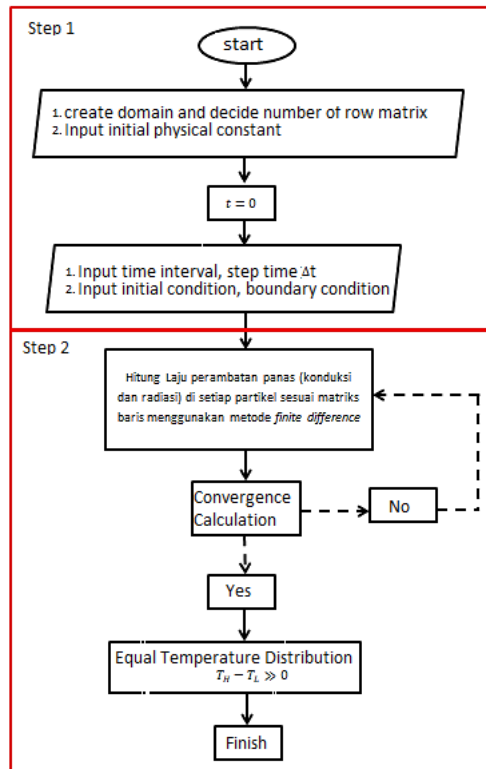 Step 1
start
1. create domain and decide number of row matrix
2. Input initial physical constant
t = 0
1. Input time interval, step time Δt
2. Input initial condition, boundary condition
Step 2
Hitung Laju perambatan panas (konduksi
dan radiasi) di setiap partikel sesuai matriks
baris menggunakan metode finite difference
Convergence
Calculation
No
Yes
Equal Temperature Distribution
T_H − T_L ≫ 0
Finish